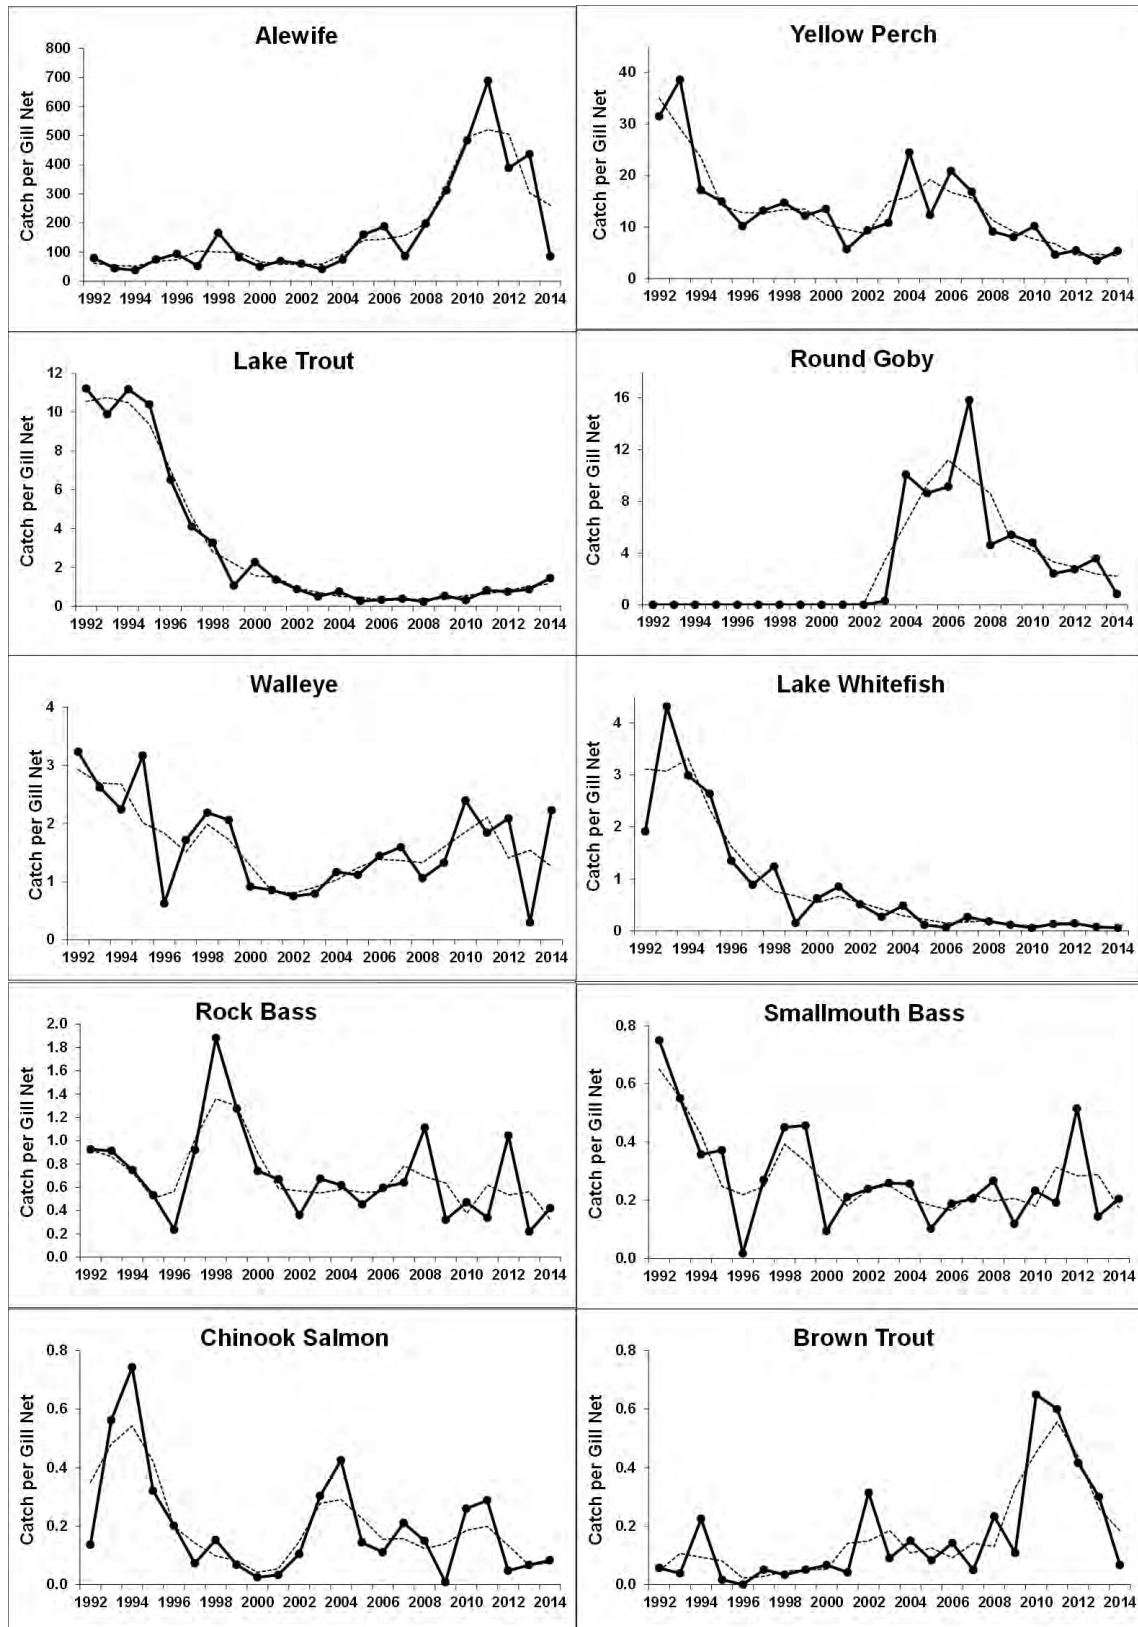 Alewife
Catch per Gill Net
800
700
600
500
400
300
200
100
0
1992 1994 1996 1998 2000 2002 2004 2006 2008 2010 2012 2014
Yellow Perch
Catch per Gill Net
40
30
20
10
0
1992 1994 1996 1998 2000 2002 2004 2006 2008 2010 2012 2014
Lake Trout
Catch per Gill Net
12
10
8
6
4
2
0
1992 1994 1996 1998 2000 2002 2004 2006 2008 2010 2012 2014
Round Goby
Catch per Gill Net
16
12
8
4
0
1992 1994 1996 1998 2000 2002 2004 2006 2008 2010 2012 2014
Walleye
Catch per Gill Net
4
3
2
1
0
1992 1994 1996 1998 2000 2002 2004 2006 2008 2010 2012 2014
Lake Whitefish
Catch per Gill Net
4
3
2
1
0
1992 1994 1996 1998 2000 2002 2004 2006 2008 2010 2012 2014
Rock Bass
Catch per Gill Net
2.0
1.8
1.6
1.4
1.2
1.0
0.8
0.6
0.4
0.2
0.0
1992 1994 1996 1998 2000 2002 2004 2006 2008 2010 2012 2014
Smallmouth Bass
Catch per Gill Net
0.8
0.6
0.4
0.2
0.0
1992 1994 1996 1998 2000 2002 2004 2006 2008 2010 2012 2014
Chinook Salmon
Catch per Gill Net
0.8
0.6
0.4
0.2
0.0
1992 1994 1996 1998 2000 2002 2004 2006 2008 2010 2012 2014
Brown Trout
Catch per Gill Net
0.8
0.6
0.4
0.2
0.0
1992 1994 1996 1998 2000 2002 2004 2006 2008 2010 2012 2014